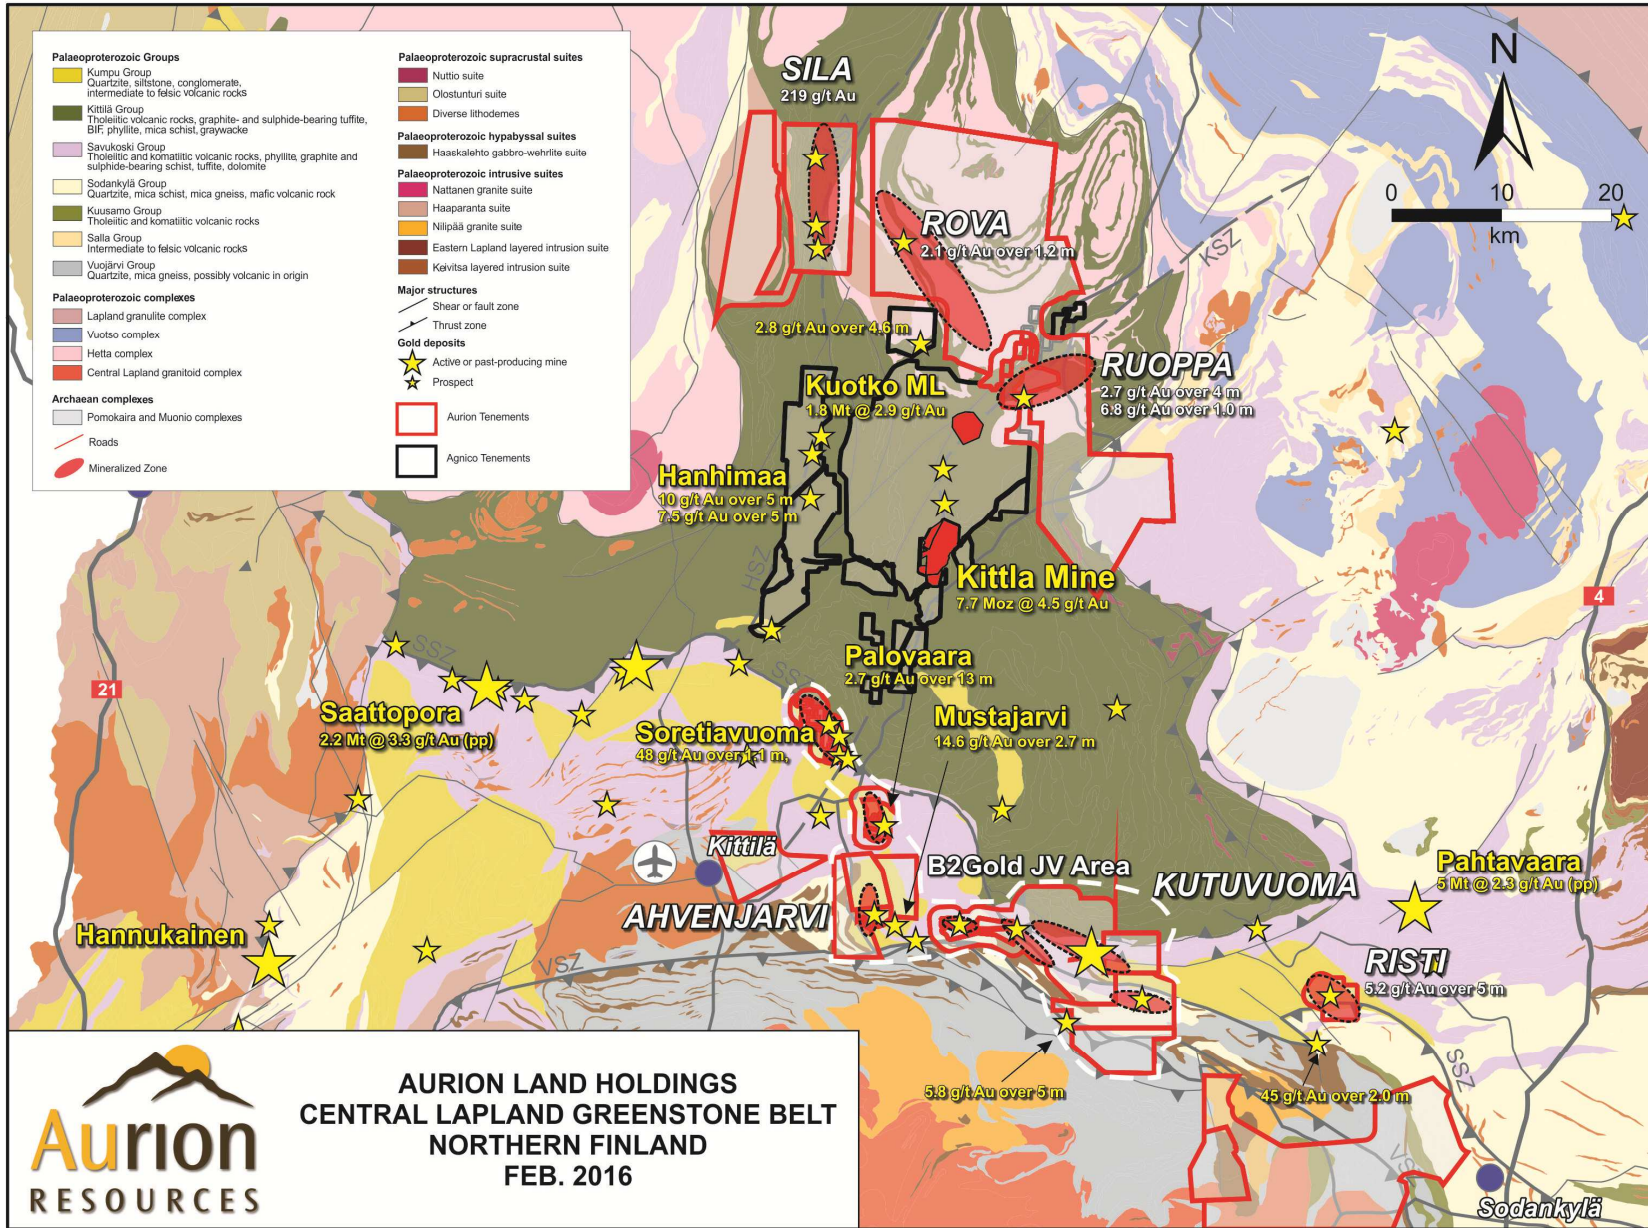 Palaeoproterozoic Groups
Kumpu Group
Quartzite, siltstone, conglomerate,
intermediate to felsic volcanic rocks
Kittilä Group
Tholeiitic volcanic rocks, graphite- and sulphide-bearing tuffite,
BIF, phyllite, mica schist, graywacke
Savukoski Group
Tholeiitic and komatiitic volcanic rocks, phyllite, graphite and
sulphide-bearing schist, tuffite, dolomite
Sodankylä Group
Quartzite, mica schist, mica gneiss, mafic volcanic rock
Kuusamo Group
Tholeiitic and komatiitic volcanic rocks
Salla Group
Intermediate to felsic volcanic rocks
Vuojärvi Group
Quartzite, mica gneiss, possibly volcanic in origin
Palaeoproterozoic complexes
Lapland granulite complex
Vuotso complex
Hetta complex
Central Lapland granitoid complex
Archaean complexes
Pomokaira and Muonio complexes
Roads
Mineralized Zone
Palaeoproterozoic supracrustal suites
Nuttio suite
Olostunturi suite
Diverse lithodemes
Palaeoproterozoic hypabyssal suites
Haaskalehto gabbro-wehrlite suite
Palaeoproterozoic intrusive suites
Nattanen granite suite
Haaparanta suite
Nilipää granite suite
Eastern Lapland layered intrusion suite
Keivitsa layered intrusion suite
Major structures
Shear or fault zone
Thrust zone
Gold deposits
Active or past-producing mine
Prospect
Aurion Tenements
Agnico Tenements
SILA
219 g/t Au
N
0 10 20
km
ROVA
2.1 g/t Au over 1.2 m
KSZ
2.8 g/t Au over 4.6 m
RUOPPA
2.7 g/t Au over 4 m
6.8 g/t Au over 1.0 m
Kuotko ML
1.8 Mt @ 2.9 g/t Au
Hanhimaa
10 g/t Au over 5 m
7.5 g/t Au over 5 m
HSZ
Kittla Mine
7.7 Moz @ 4.5 g/t Au
4
21
SSZ
SSZ
Palovaara
2.7 g/t Au over 13 m
Saattopora
2.2 Mt @ 3.3 g/t Au (pp)
Soretiavuoma
48 g/t Au over 1.1 m,
Mustajarvi
14.6 g/t Au over 2.7 m
Kittilä
B2Gold JV Area
KUTUVUOMA
Pahtavaara
5 Mt @ 2.3 g/t Au (pp)
AHVENJARVI
Hannukainen
VSZ
RISTI
5.2 g/t Au over 5 m
SSZ
5.8 g/t Au over 5 m
45 g/t Au over 2.0 m
Sodankylä
Aurion
RESOURCES
AURION LAND HOLDINGS
CENTRAL LAPLAND GREENSTONE BELT
NORTHERN FINLAND
FEB. 2016